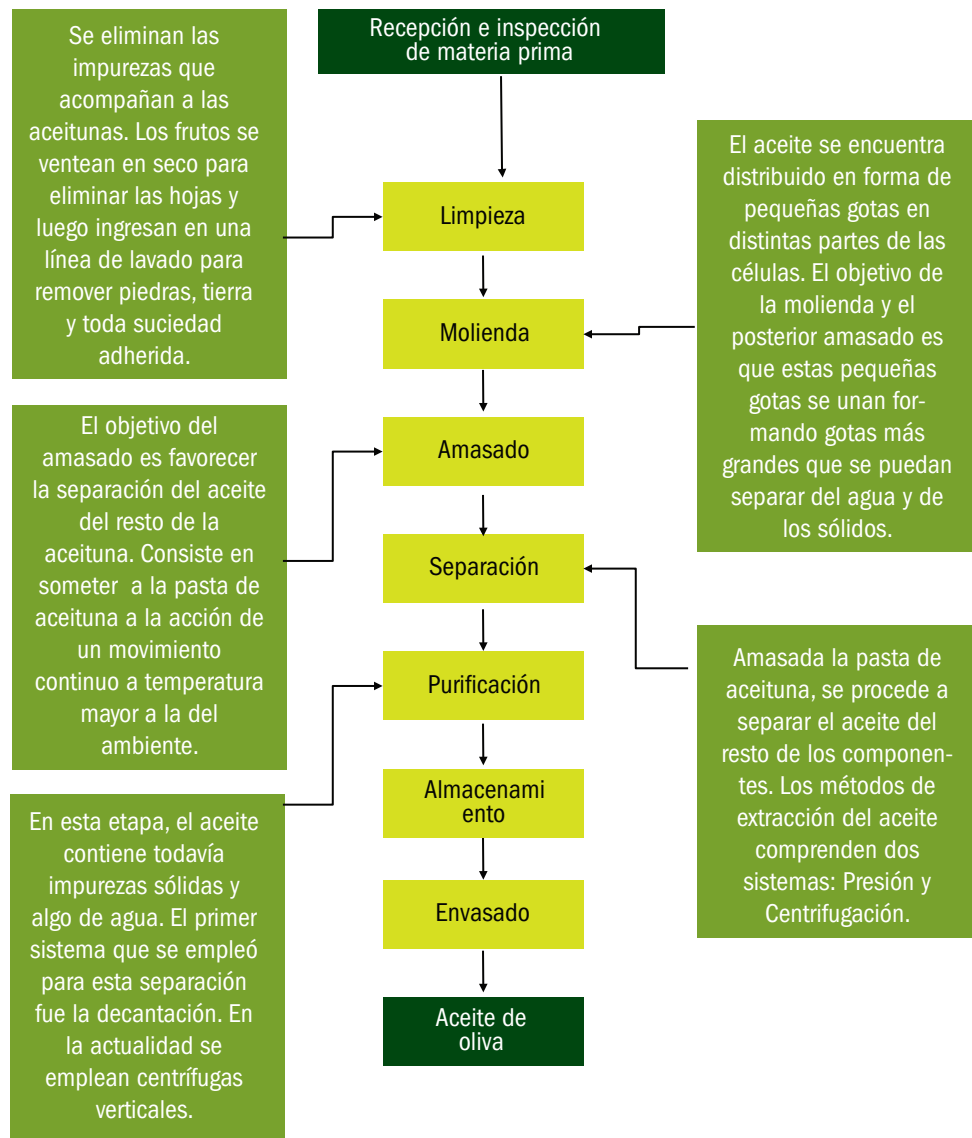 Recepción e inspección
de materia prima
Se eliminan las
impurezas que
acompañan a las
aceitunas. Los frutos se
ventean en seco para
eliminar las hojas y
luego ingresan en una
línea de lavado para
remover piedras, tierra
y toda suciedad
adherida.
Limpieza
El aceite se encuentra
distribuido en forma de
pequeñas gotas en
distintas partes de las
células. El objetivo de
la molienda y el
posterior amasado es
que estas pequeñas
gotas se unan for-
mando gotas más
grandes que se puedan
separar del agua y de
los sólidos.
Molienda
El objetivo del
amasado es favorecer
la separación del aceite
del resto de la
aceituna. Consiste en
someter a la pasta de
aceituna a la acción de
un movimiento
continuo a temperatura
mayor a la del
ambiente.
Amasado
Separación
Amasada la pasta de
aceituna, se procede a
separar el aceite del
resto de los componen-
tes. Los métodos de
extracción del aceite
comprenden dos
sistemas: Presión y
Centrifugación.
Purificación
En esta etapa, el aceite
contiene todavía
impurezas sólidas y
algo de agua. El primer
sistema que se empleó
para esta separación
fue la decantación. En
la actualidad se
emplean centrífugas
verticales.
Almacenami
ento
Envasado
Aceite de
oliva